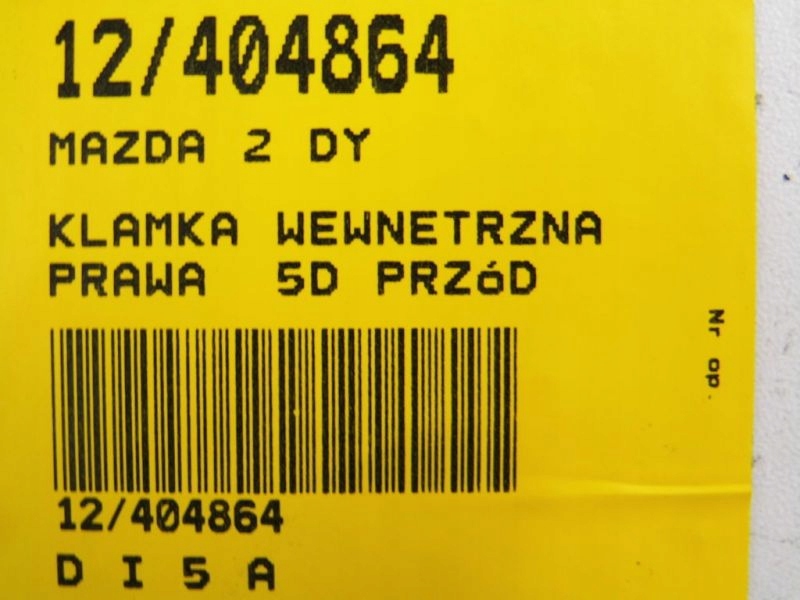 12/404864
MAZDA 2 DY
KLAMKA WEWNETRZNA
PRAWA 5D PRZóD
Nr op.
12/404864
D I 5 A